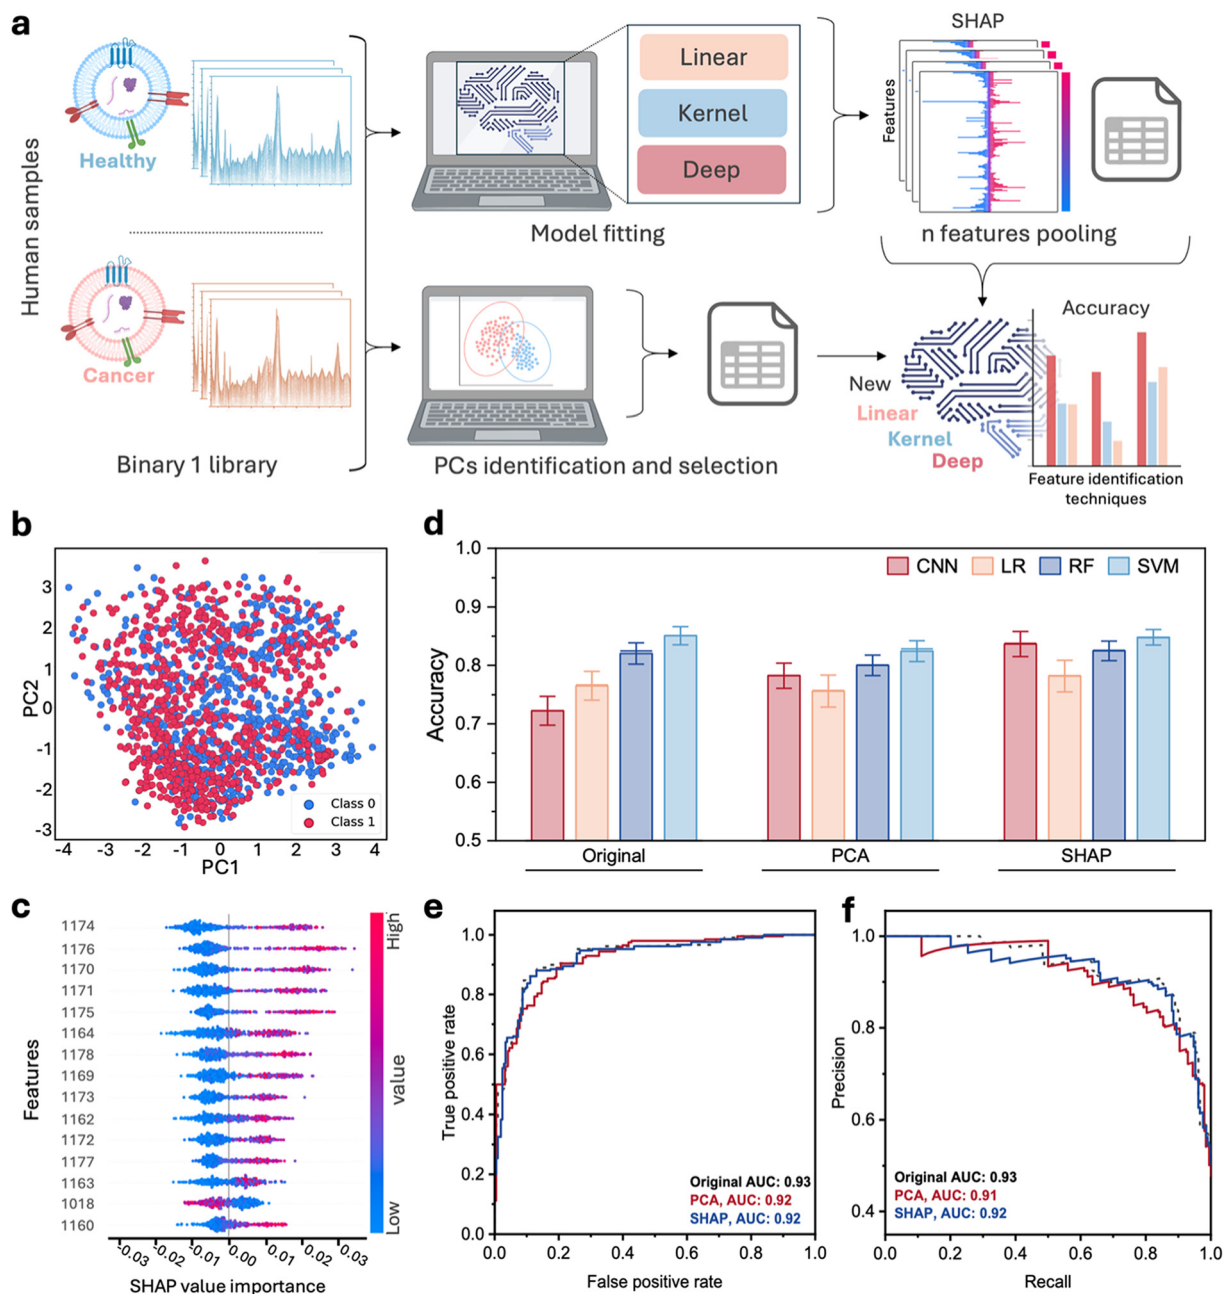 a
Human samples
Healthy
Cancer
Binary 1 library
Linear
Kernel
Deep
Model fitting
PCs identification and selection
SHAP
Features
n features pooling
New
Linear
Kernel
Deep
Accuracy
Feature identification
techniques
b
PC2
3
2
1
0
-1
-2
-3
Class 0
Class 1
-4 -3 -2 -1 0 1 2 3 4
PC1
d
Accuracy
1.0
0.9
0.8
0.7
0.6
0.5
CNN LR RF SVM
Original PCA SHAP
c
Features
1174
1176
1170
1171
1175
1164
1178
1169
1173
1162
1172
1177
1163
1018
1160
High
value
Low
-0.03 -0.02 -0.01 0.00 0.01 0.02 0.03
SHAP value importance
e
True positive rate
1.0
0.8
0.6
0.4
0.2
0.0
Original AUC: 0.93
PCA, AUC: 0.92
SHAP, AUC: 0.92
0.0 0.2 0.4 0.6 0.8 1.0
False positive rate
f
Precision
1.0
0.8
0.6
0.4
Original AUC: 0.93
PCA, AUC: 0.91
SHAP, AUC: 0.92
0.0 0.2 0.4 0.6 0.8 1.0
Recall